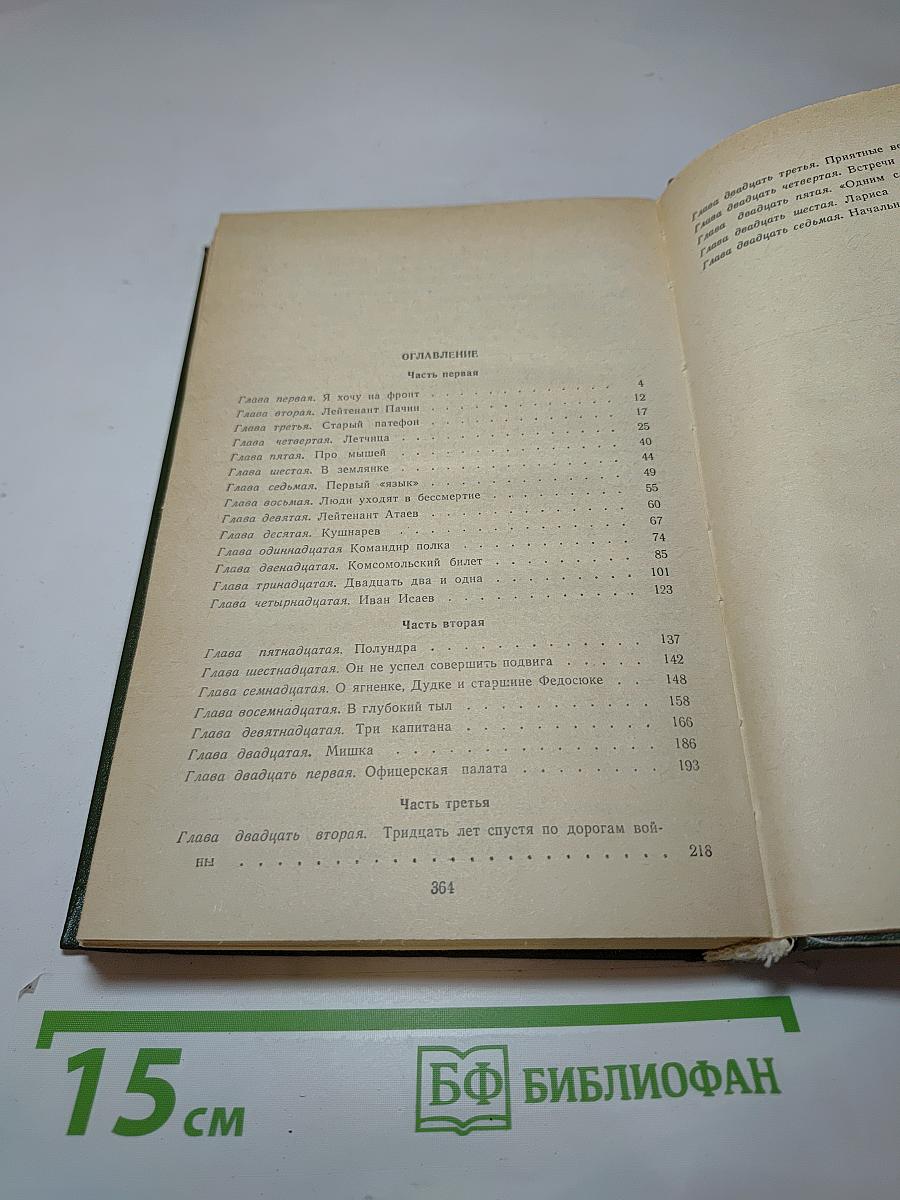 ОГЛАВЛЕНИЕ
Часть первая
Глава первая. Я хочу на фронт . . . . . . . . . . . 4
Глава вторая. Лейтенант Пачин . . . . . . . . . . . 12
Глава третья. Старый патефон . . . . . . . . . . . 17
Глава четвертая. Летчица . . . . . . . . . . . 25
Глава пятая. Про мышей . . . . . . . . . . . 40
Глава шестая. В землянке . . . . . . . . . . . 44
Глава седьмая. Первый «язык» . . . . . . . . . . . 49
Глава восьмая. Люди уходят в бессмертие . . . . . . . . 55
Глава девятая. Лейтенант Атаев . . . . . . . . . . . 60
Глава десятая. Кушнарев . . . . . . . . . . . 67
Глава одиннадцатая Командир полка . . . . . . . . . . 74
Глава двенадцатая. Комсомольский билет . . . . . . . . 85
Глава тринадцатая. Двадцать два и одна . . . . . . . . 101
Глава четырнадцатая. Иван Исаев . . . . . . . . . . 123
Часть вторая
Глава пятнадцатая. Полундра . . . . . . . . . . . 137
Глава шестнадцатая. Он не успел совершить подвига . . . . . 142
Глава семнадцатая. О ягненке, Дудке и старшине Федосюке . . 148
Глава восемнадцатая. В глубокий тыл . . . . . . . . . . 158
Глава девятнадцатая. Три капитана . . . . . . . . . . 166
Глава двадцатая. Мишка . . . . . . . . . . . . 186
Глава двадцать первая. Офицерская палата . . . . . . . . 193
Часть третья
Глава двадцать вторая. Тридцать лет спустя по дорогам вой-
ны . . . . . . . . . . . . . . . . . . 218
364
Глава двадцать третья. Приятные
Глава двадцать четвертая. Встречи
Глава двадцать пятая. «Одним
Глава двадцать шестая. Лариса
Глава двадцать седьмая.
15 см
БФ БИБЛИОФАН